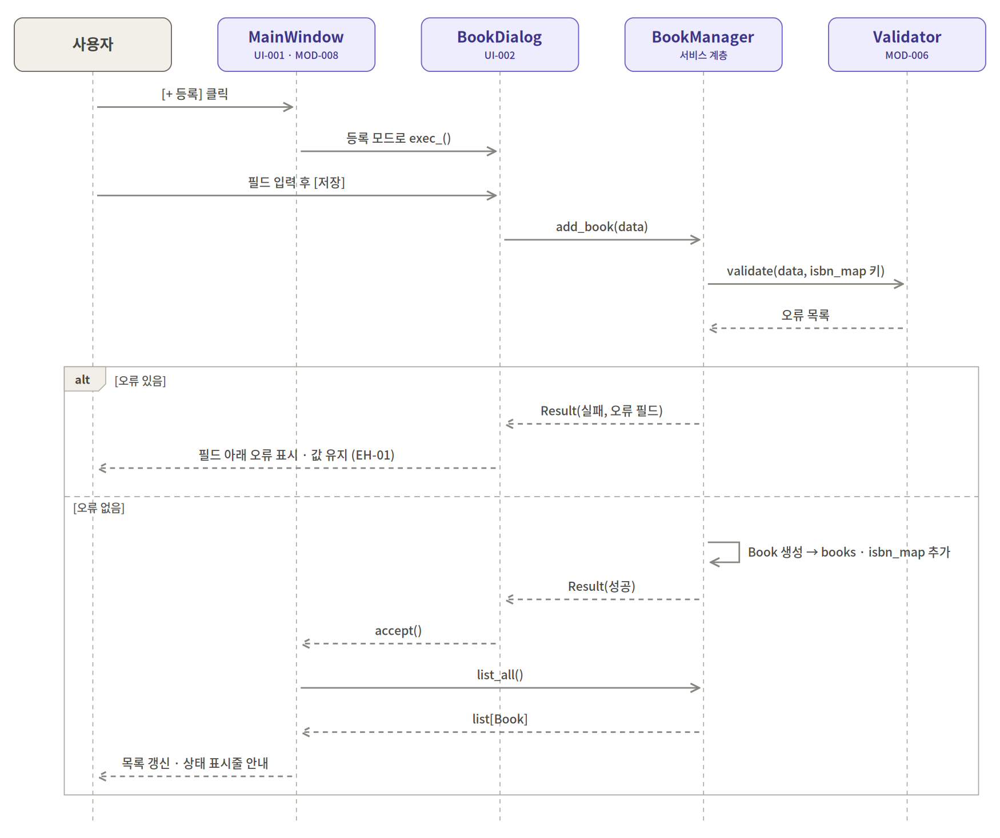 사용자
MainWindow
UI-001 · MOD-008
BookDialog
UI-002
BookManager
서비스 계층
Validator
MOD-006
[+ 등록] 클릭
등록 모드로 exec_()
필드 입력 후 [저장]
add_book(data)
validate(data, isbn_map 키)
오류 목록
alt
[오류 있음]
Result(실패, 오류 필드)
필드 아래 오류 표시 · 값 유지 (EH-01)
[오류 없음]
Book 생성 → books · isbn_map 추가
Result(성공)
accept()
list_all()
list[Book]
목록 갱신 · 상태 표시줄 안내